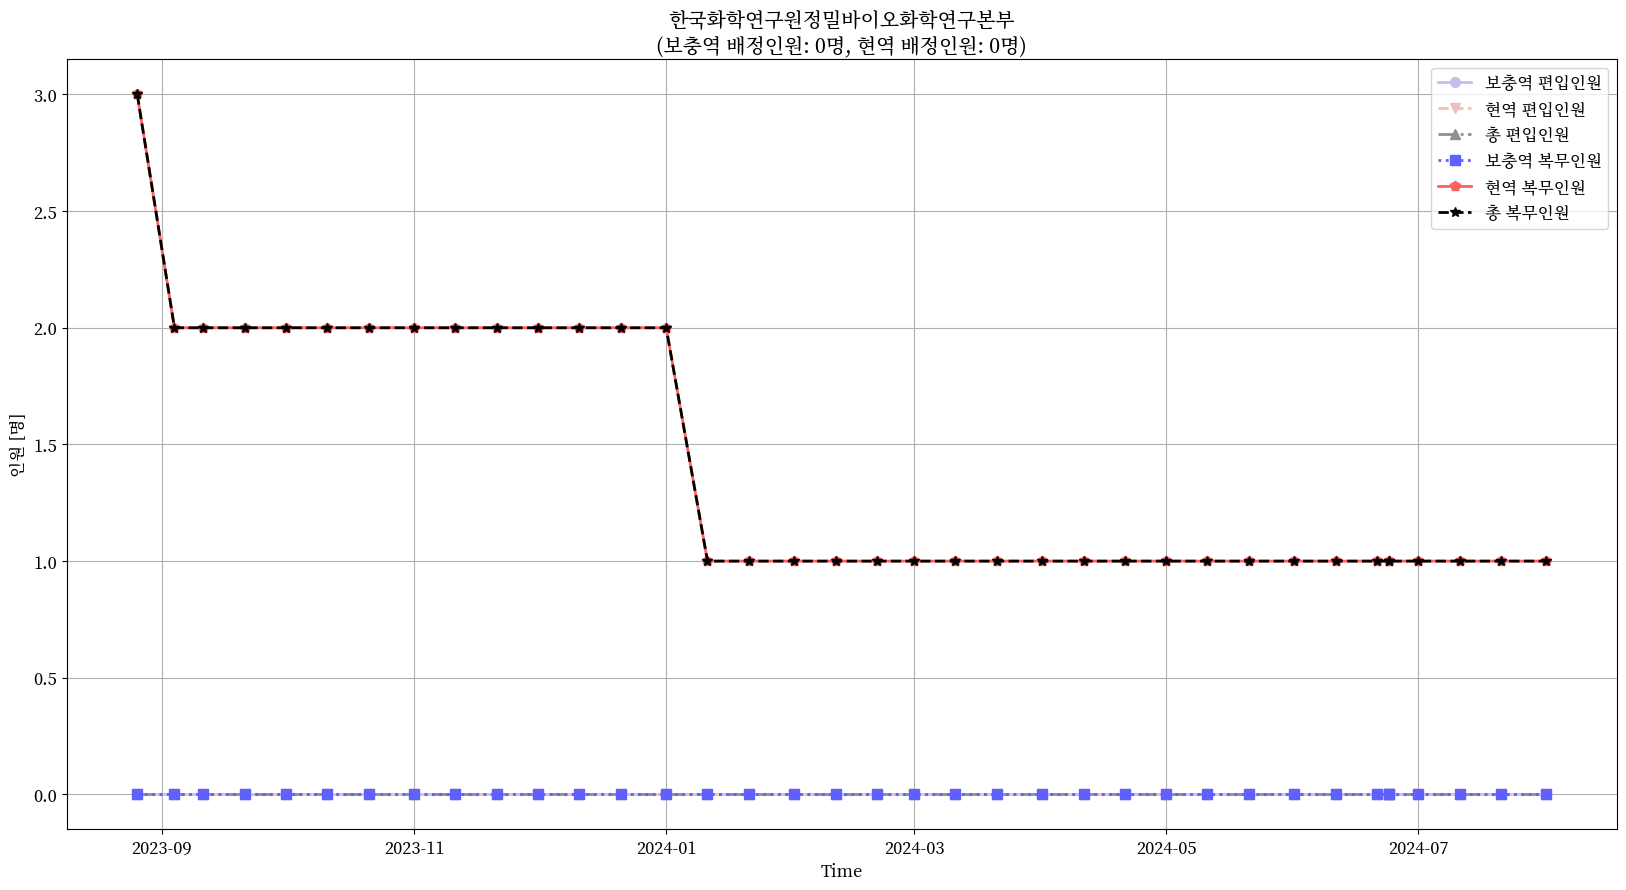 한국화학연구원정밀바이오화학연구본부
(보충역 배정인원: 0명, 현역 배정인원: 0명)
보충역 편입인원
현역 편입인원
총 편입인원
보충역 복무인원
현역 복무인원
총 복무인원
3.0
2.5
2.0
1.5
1.0
0.5
0.0
인원 [명]
2023-09 2023-11 2024-01 2024-03 2024-05 2024-07
Time